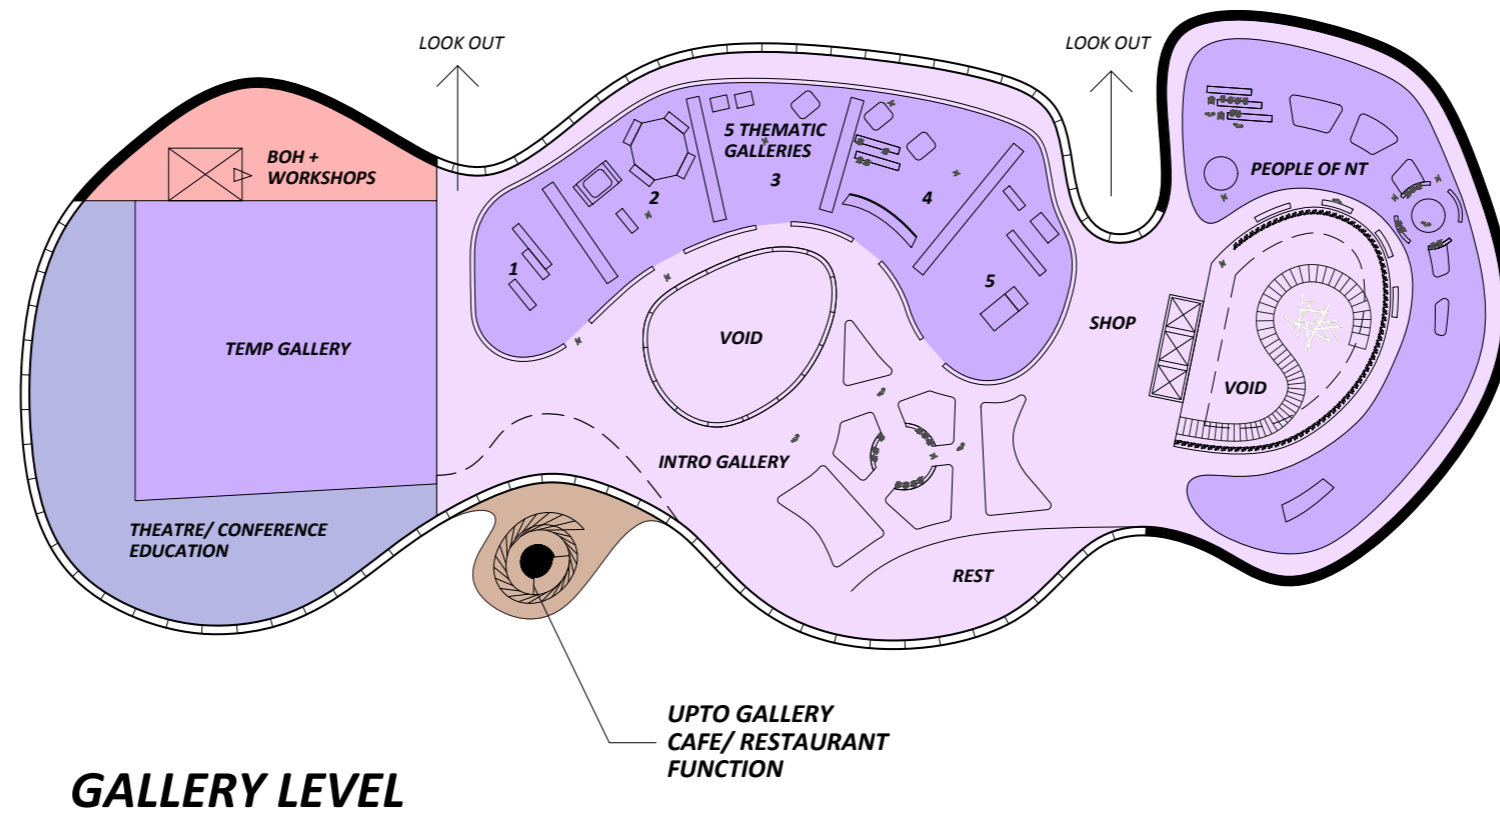 LOOK OUT
LOOK OUT
BOH +
WORKSHOPS
5 THEMATIC
GALLERIES
3
2
4
1
5
PEOPLE OF NT
TEMP GALLERY
VOID
SHOP
VOID
INTRO GALLERY
THEATRE/ CONFERENCE
EDUCATION
REST
UPTO GALLERY
CAFE/ RESTAURANT
FUNCTION
GALLERY LEVEL